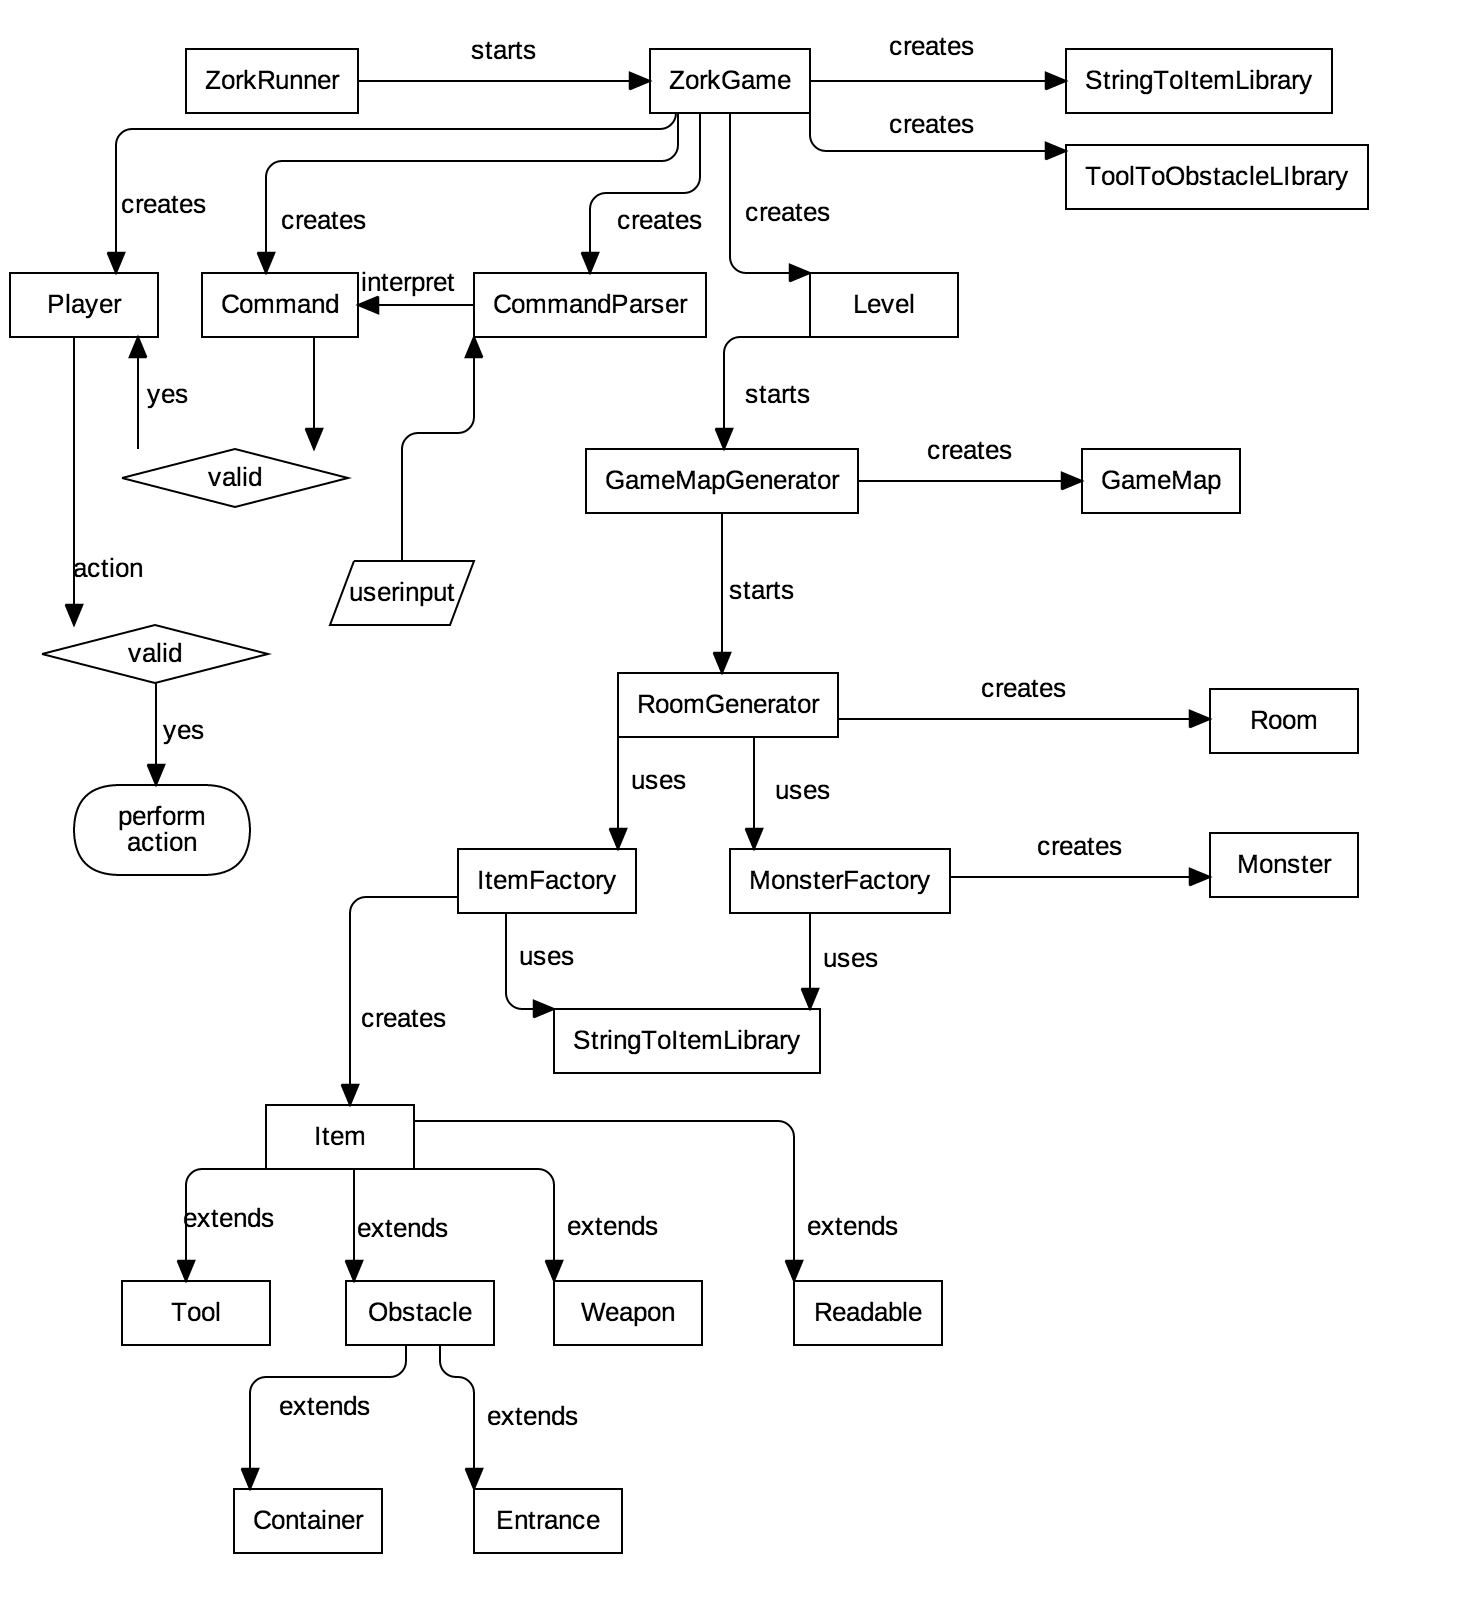 starts
creates
ZorkRunner
ZorkGame
StringToItemLibrary
creates
ToolToObstacleLIbrary
creates
creates
creates
creates
interpret
Player
Command
CommandParser
Level
yes
starts
creates
valid
GameMapGenerator
GameMap
action
userinput
starts
valid
creates
RoomGenerator
Room
yes
uses
uses
perform
action
creates
ItemFactory
MonsterFactory
Monster
uses
uses
creates
StringToItemLibrary
Item
extends
extends
extends
extends
Tool
Obstacle
Weapon
Readable
extends
extends
Container
Entrance